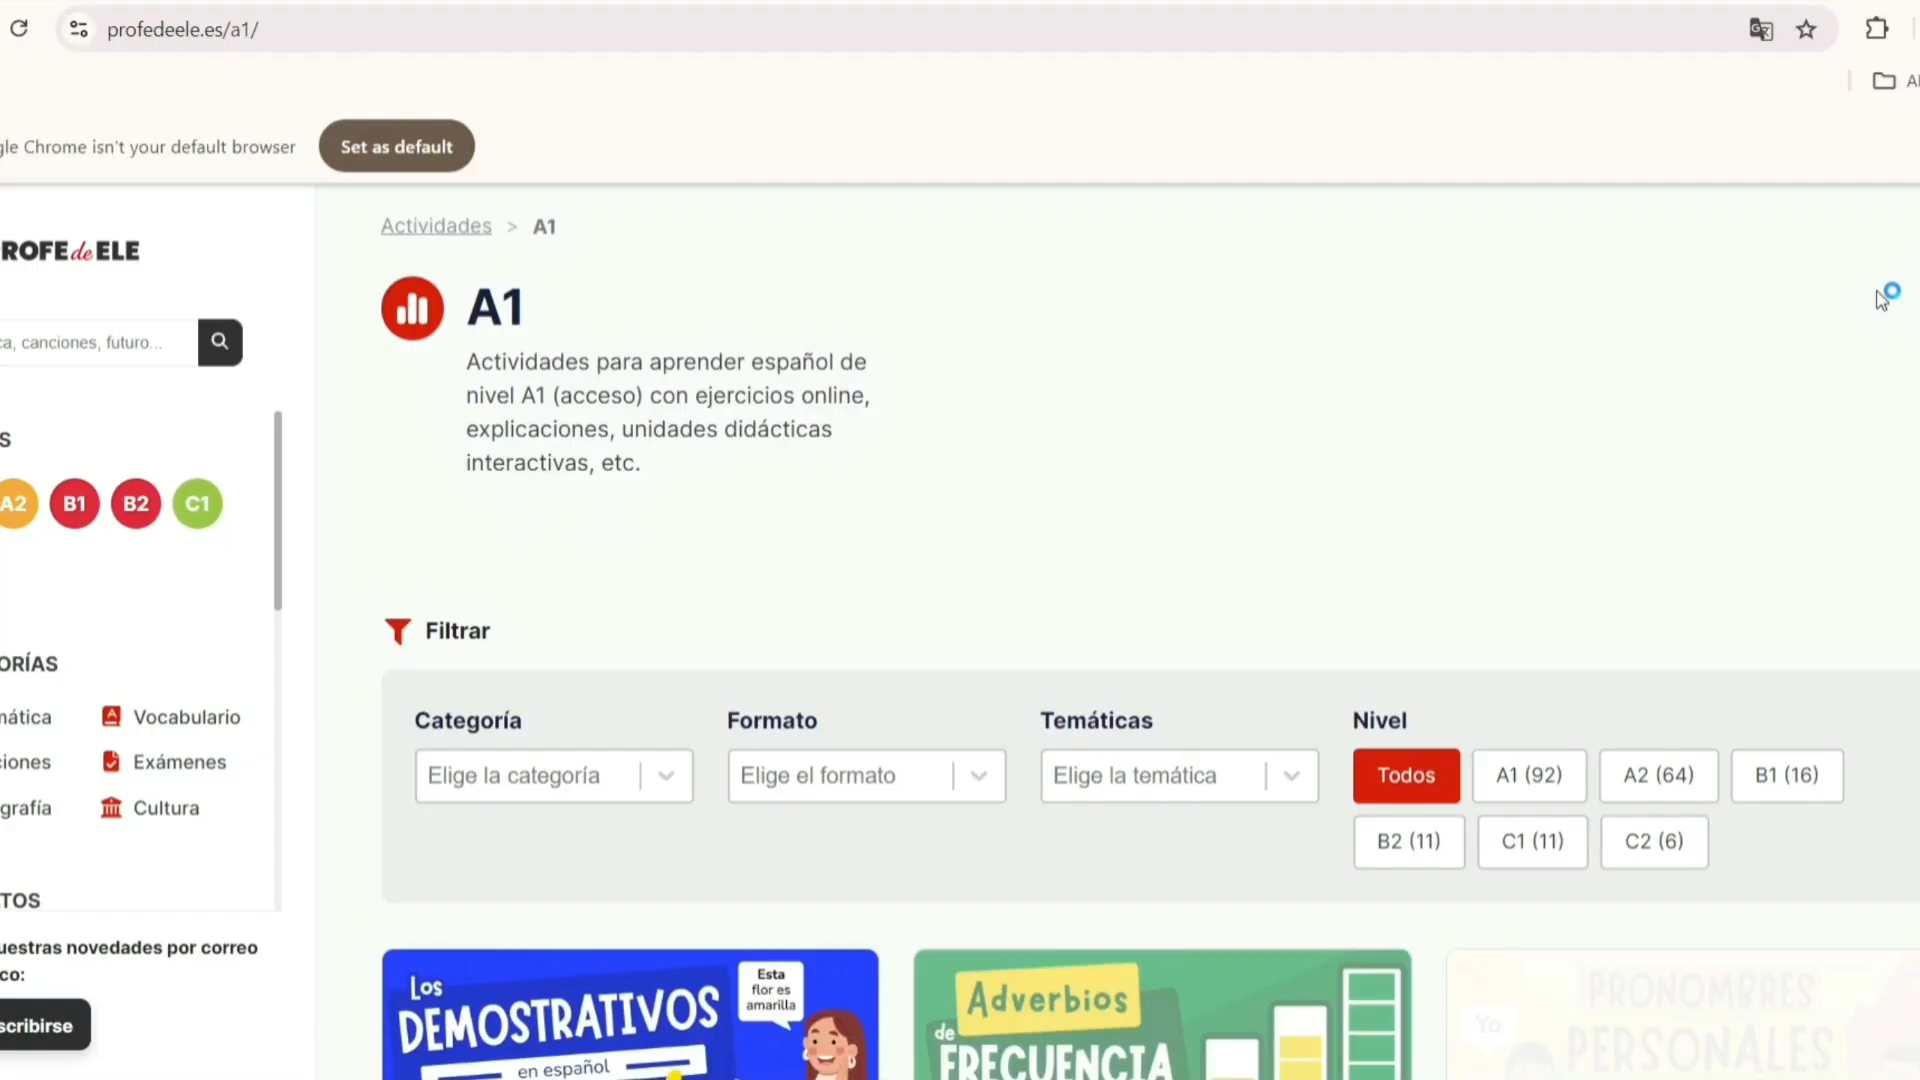 profedeele.es/a1/
gle Chrome isn't your default browser
Set as default
Actividades > A1
ROFE de ELE
A1
ca, canciones, futuro...
Actividades para aprender español de
nivel A1 (acceso) con ejercicios online,
explicaciones, unidades didácticas
interactivas, etc.
S
A2 B1 B2 C1
Filtrar
ORÍAS
mática Vocabulario
ciones Exámenes
grafía Cultura
TOS
uestras novedades por correo
co:
scribirse
Categoría Formato Temáticas Nivel
Elige la categoría Elige el formato Elige la temática Todos A1 (92) A2 (64) B1 (16)
B2 (11) C1 (11) C2 (6)
Los
DEMOSTRATIVOS
en español
Esta
flor es
amarilla
Adverbios
de
FRECUENCIA
PRONOMBRES
Yo
PERSONALES